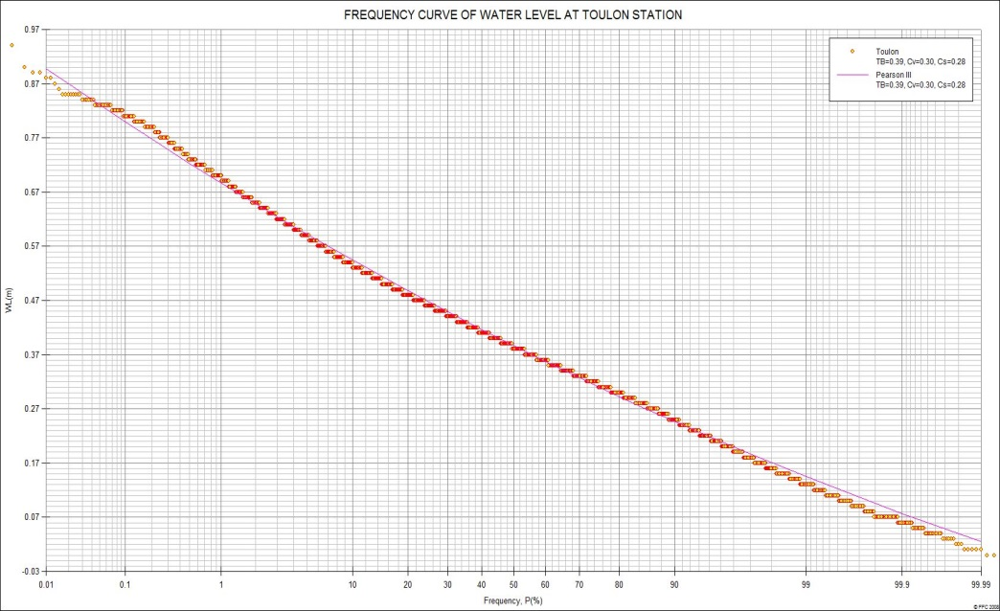 FREQUENCY CURVE OF WATER LEVEL AT TOULON STATION
Toulon
TB=0.39, Cv=0.30, Cs=0.28
Pearson III
TB=0.39, Cv=0.30, Cs=0.28
WL(m)
0.97
0.87
0.77
0.67
0.57
0.47
0.37
0.27
0.17
0.07
-0.03
0.01 0.1 1 10 20 30 40 50 60 70 80 90 99 99.9 99.99
Frequency, P(%)
© FPC 2008